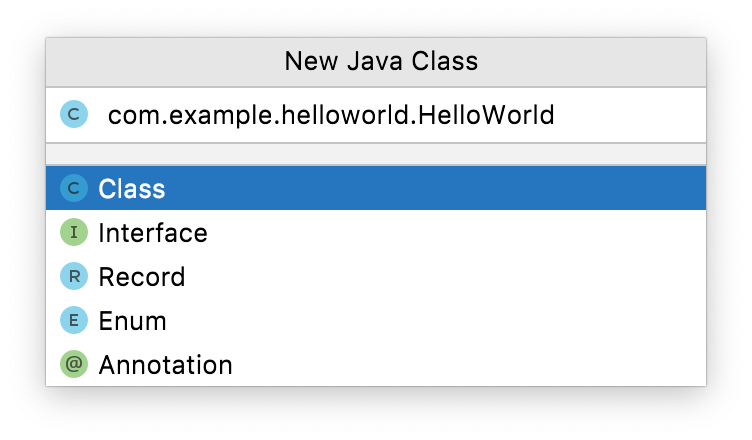 New Java Class
C com.example.helloworld.HelloWorld
C Class
I Interface
R Record
E Enum
@ Annotation